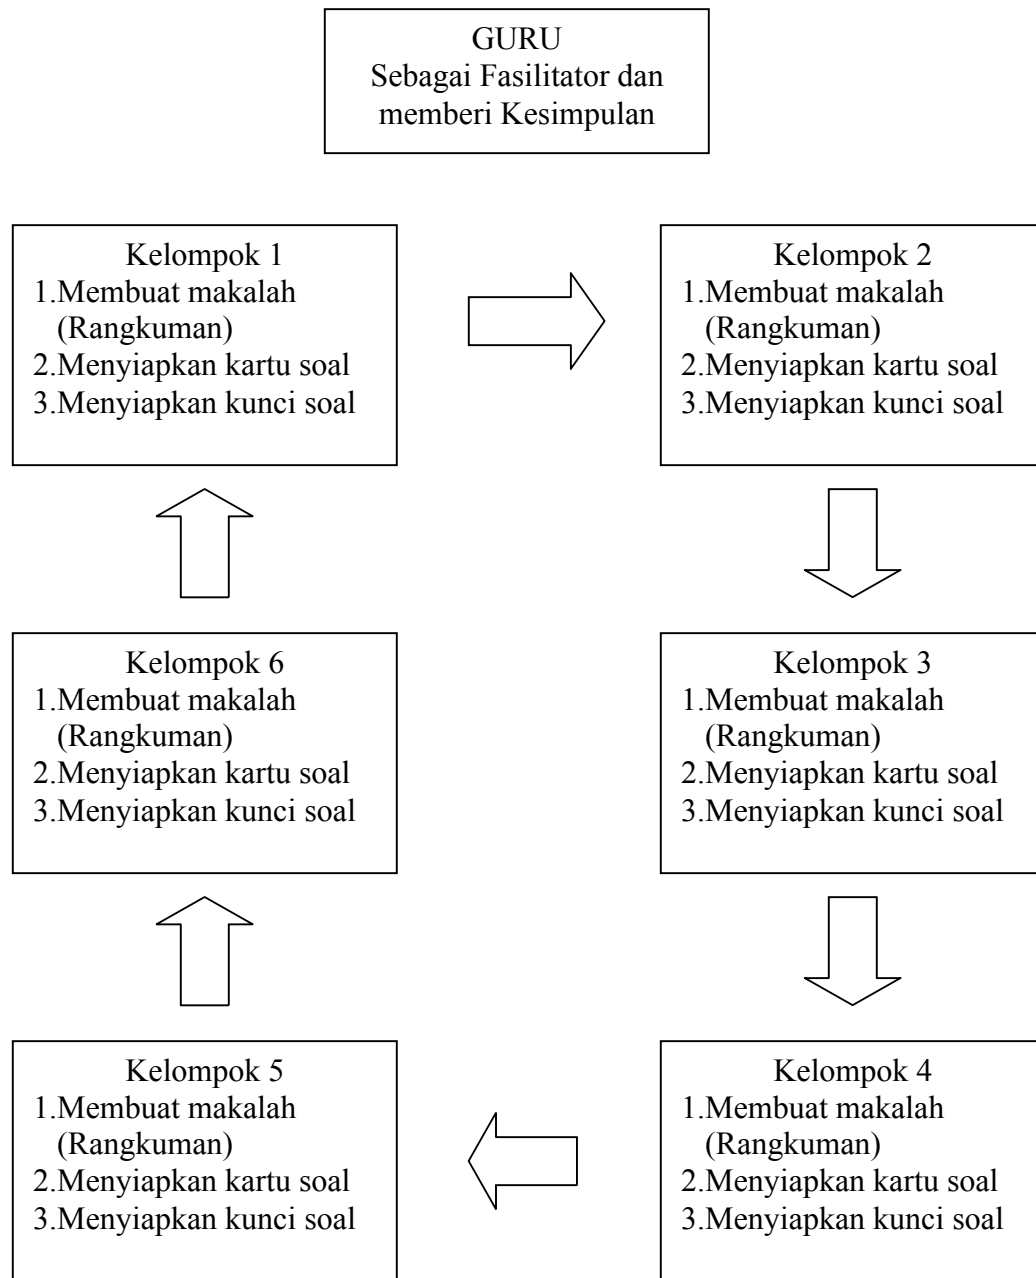 GURU
Sebagai Fasilitator dan
memberi Kesimpulan
Kelompok 1
1.Membuat makalah
(Rangkuman)
2.Menyiapkan kartu soal
3.Menyiapkan kunci soal
Kelompok 2
1.Membuat makalah
(Rangkuman)
2.Menyiapkan kartu soal
3.Menyiapkan kunci soal
Kelompok 6
1.Membuat makalah
(Rangkuman)
2.Menyiapkan kartu soal
3.Menyiapkan kunci soal
Kelompok 3
1.Membuat makalah
(Rangkuman)
2.Menyiapkan kartu soal
3.Menyiapkan kunci soal
Kelompok 5
1.Membuat makalah
(Rangkuman)
2.Menyiapkan kartu soal
3.Menyiapkan kunci soal
Kelompok 4
1.Membuat makalah
(Rangkuman)
2.Menyiapkan kartu soal
3.Menyiapkan kunci soal